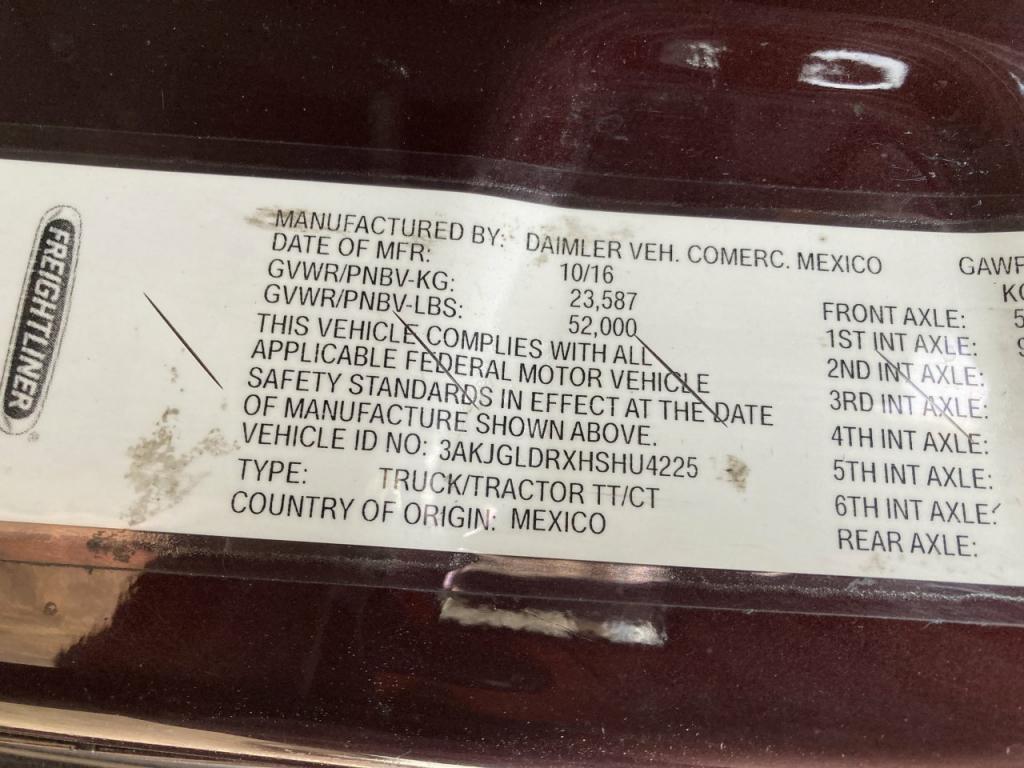 FREIGHTLINER
®
MANUFACTURED BY: DAIMLER VEH. COMERC. MEXICO
DATE OF MFR: 10/16
GVWR/PNBV-KG: 23,587
GVWR/PNBV-LBS: 52,000
THIS VEHICLE COMPLIES WITH ALL
APPLICABLE FEDERAL MOTOR VEHICLE
SAFETY STANDARDS IN EFFECT AT THE DATE
OF MANUFACTURE SHOWN ABOVE.
VEHICLE ID NO: 3AKJGLDRXHSHU4225
TYPE: TRUCK/TRACTOR TT/CT
COUNTRY OF ORIGIN: MEXICO
FRONT AXLE:
1ST INT AXLE:
2ND INT AXLE:
3RD INT AXLE:
4TH INT AXLE:
5TH INT AXLE:
6TH INT AXLE:
REAR AXLE: